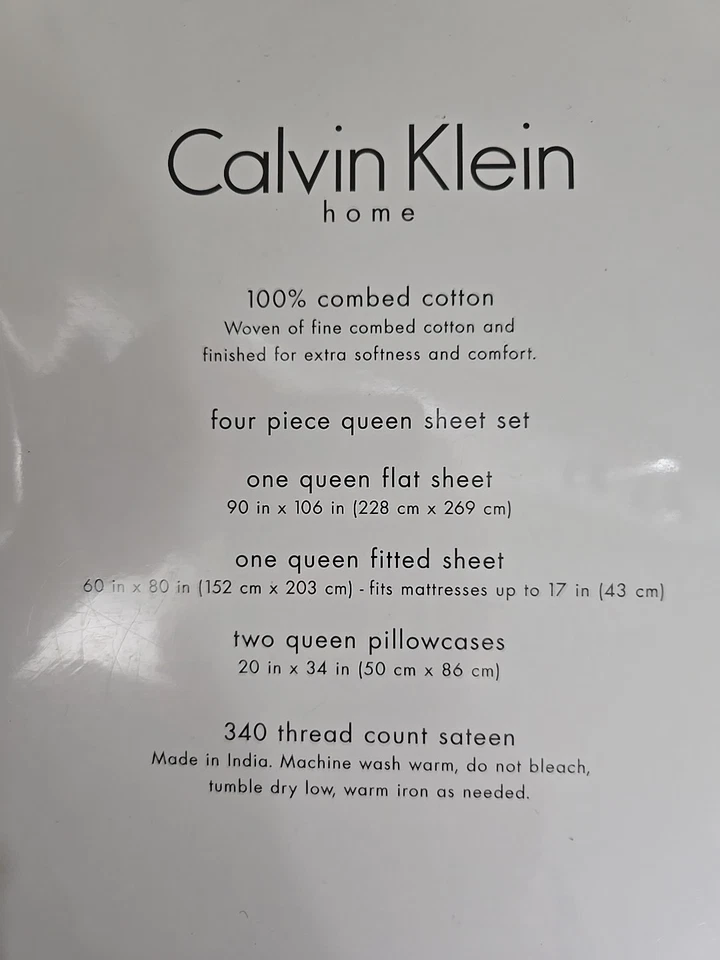 Calvin Klein
home
100% combed cotton
Woven of fine combed cotton and
finished for extra softness and comfort.
four piece queen sheet set
one queen flat sheet
90 in x 106 in (228 cm x 269 cm)
one queen fitted sheet
60 in x 80 in (152 cm x 203 cm) - fits mattresses up to 17 in (43 cm)
two queen pillowcases
20 in x 34 in (50 cm x 86 cm)
340 thread count sateen
Made in India. Machine wash warm, do not bleach,
tumble dry low, warm iron as needed.